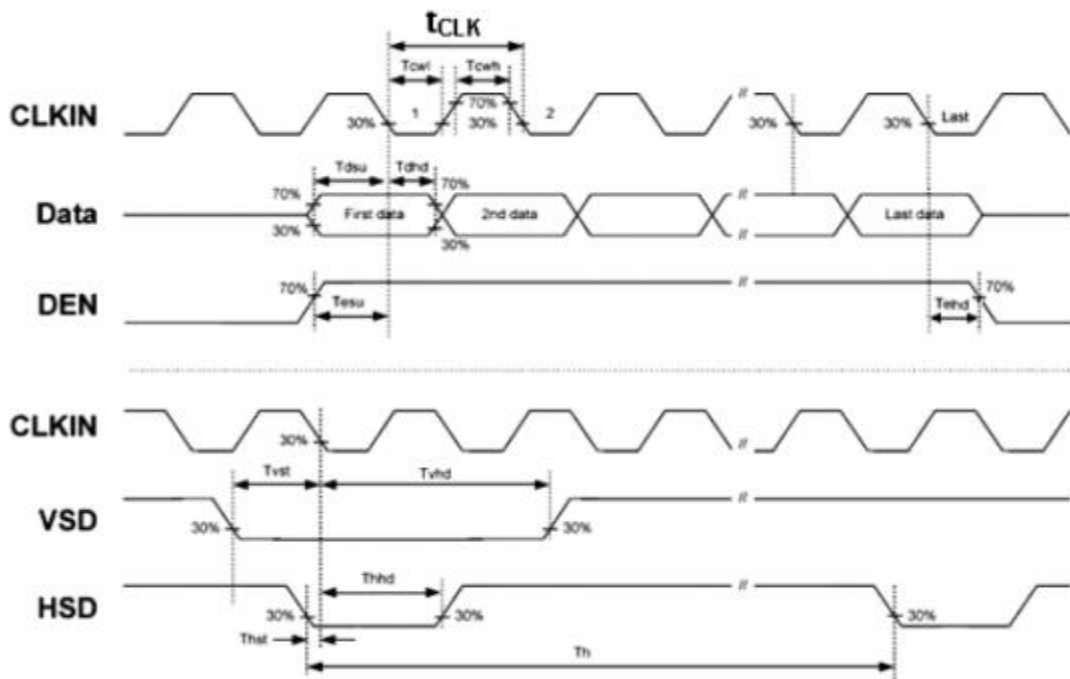 tCLK
Tcwl Tcwh
CLKIN 30% 1 70% 30% 2 30% 30% Last
Tdsu Tdhd
70% 70%
Data First data 2nd data Last data
30% 30%
DEN 70% Tesu Tehd 70%
CLKIN 30%
Tvst Tvhd
VSD 30% 30%
Thhd
HSD 30% 30% 30%
Thst
Th